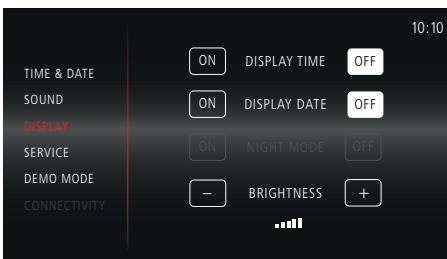 10:10
TIME & DATE
SOUND
DISPLAY
SERVICE
DEMO MODE
CONNECTIVITY
ON DISPLAY TIME OFF
ON DISPLAY DATE OFF
ON NIGHT MODE OFF
– BRIGHTNESS +